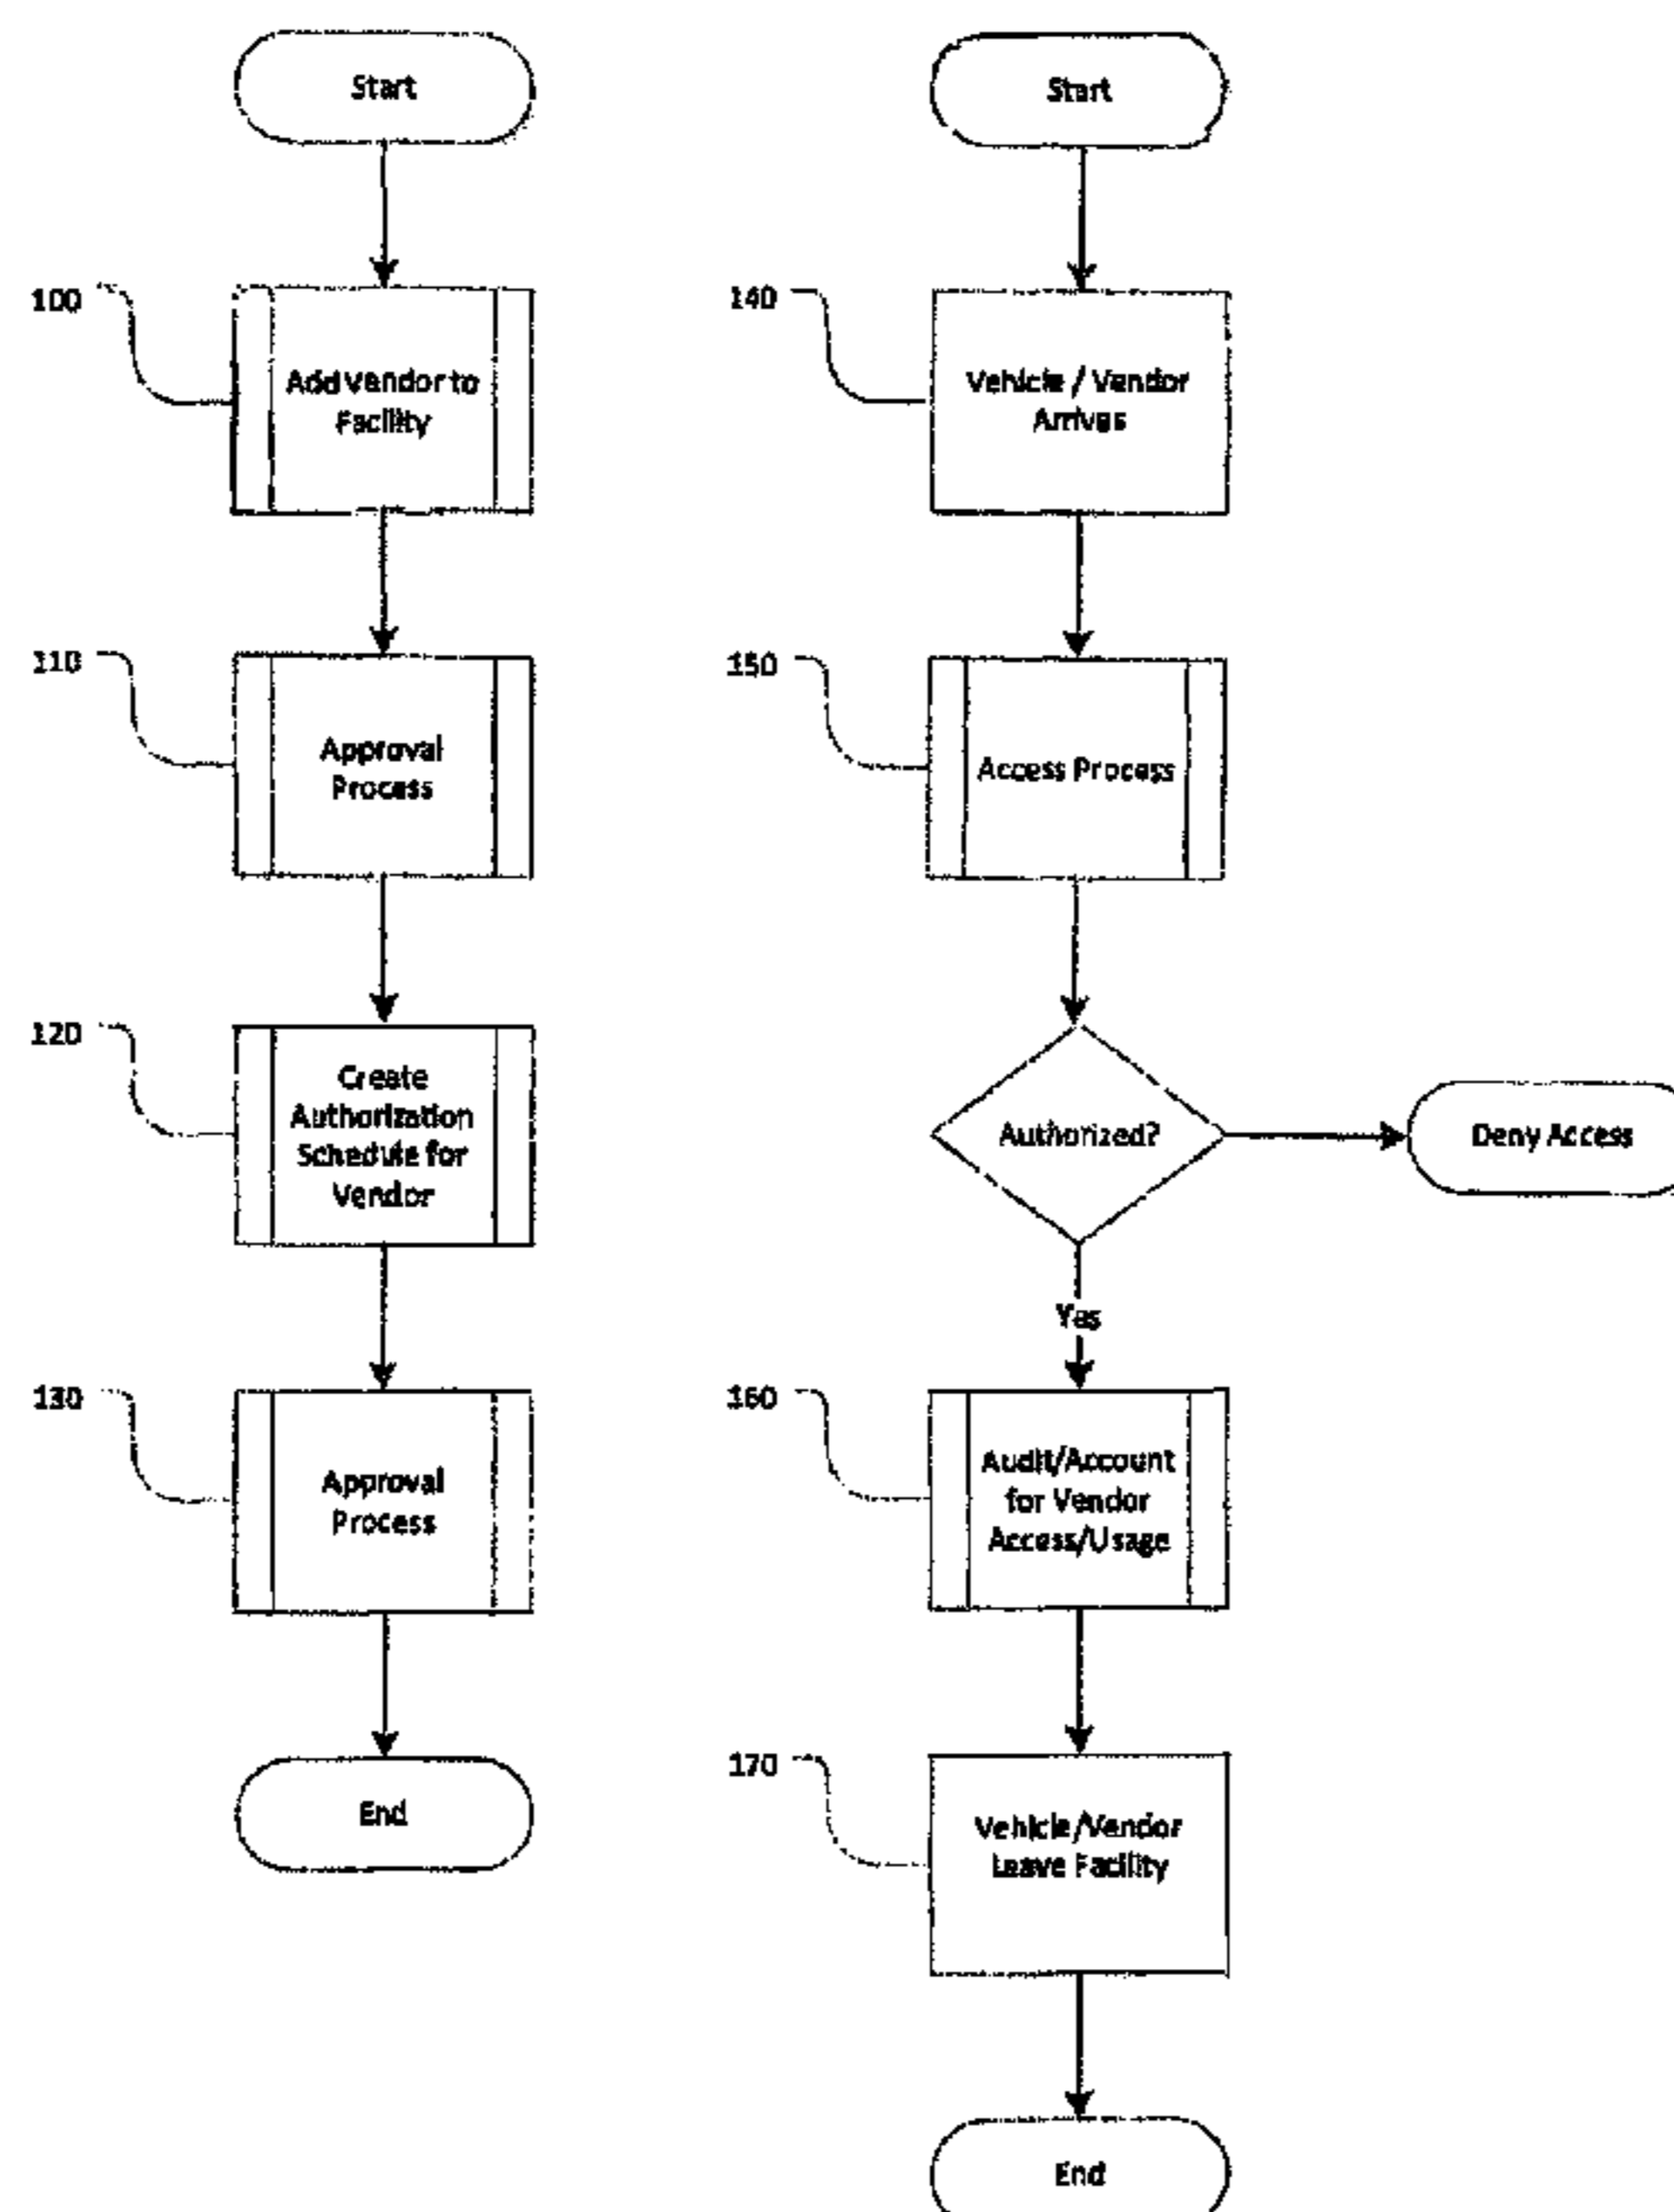 Start
100
Add Vendor to
Facility
110
Approval
Process
120
Create
Authorization
Schedule for
Vendor
130
Approval
Process
End
Start
140
Vehicle / Vendor
Arrives
150
Access Process
Authorized?
Deny Access
Yes
160
Audit/Account
for Vendor
Access/Usage
170
Vehicle/Vendor
Leave Facility
End